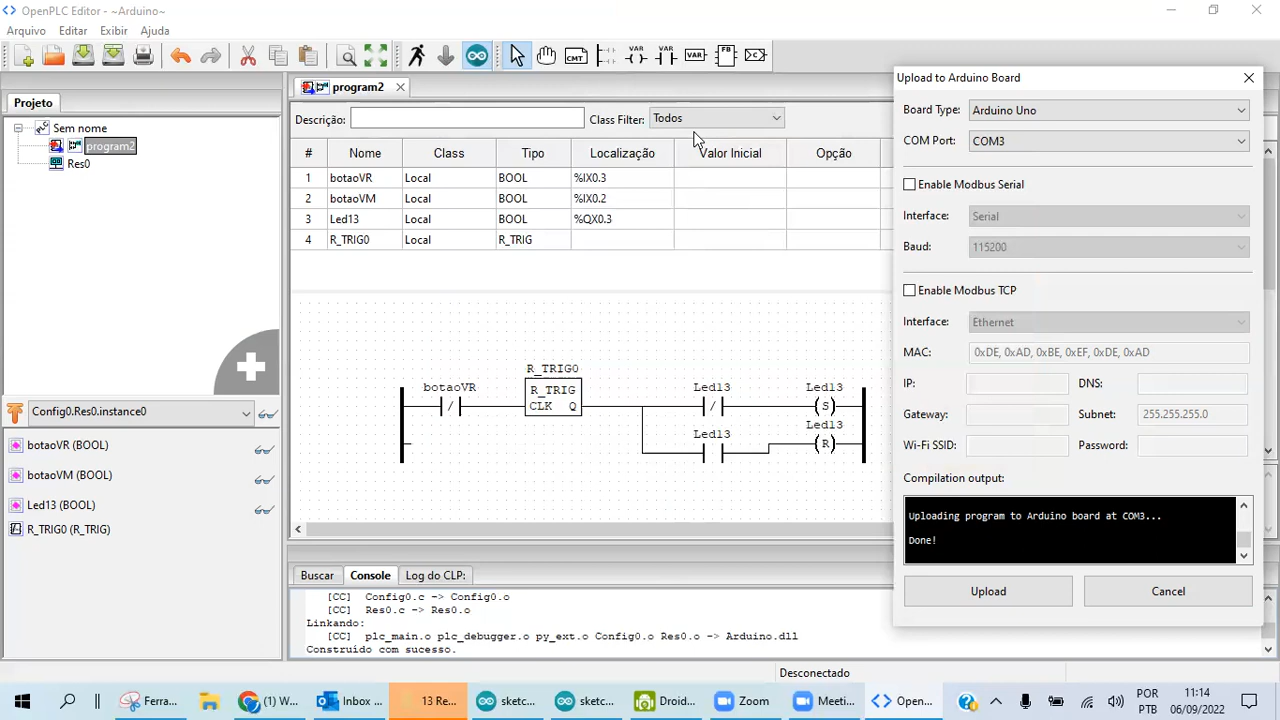 OpenPLC Editor - ~Arduino~
Arquivo Editar Exibir Ajuda
CMT VAR VAR VAR FB
Projeto
Sem nome
program2
Res0
program2
Descrição: Class Filter: Todos
# Nome Class Tipo Localização Valor Inicial Opção
1 botaoVR Local BOOL %IX0.3
2 botaoVM Local BOOL %IX0.2
3 Led13 Local BOOL %QX0.3
4 R_TRIG0 Local R_TRIG
R_TRIG0
botaoVR R_TRIG Led13 Led13
/ CLK Q / S
Led13 Led13
R
Config0.Res0.instance0
botaoVR (BOOL)
botaoVM (BOOL)
Led13 (BOOL)
R_TRIG0 (R_TRIG)
Buscar Console Log do CLP:
[CC] Config0.c -> Config0.o
[CC] Res0.c -> Res0.o
Linkando:
[CC] plc_main.o plc_debugger.o py_ext.o Config0.o Res0.o -> Arduino.dll
Construído com sucesso.
Desconectado
Upload to Arduino Board
Board Type: Arduino Uno
COM Port: COM3
Enable Modbus Serial
Interface: Serial
Baud: 115200
Enable Modbus TCP
Interface: Ethernet
MAC: 0xDE, 0xAD, 0xBE, 0xEF, 0xDE, 0xAD
IP: DNS:
Gateway: Subnet: 255.255.255.0
Wi-Fi SSID: Password:
Compilation output:
Uploading program to Arduino board at COM3...
Done!
Upload Cancel
Ferra... (1) W... Inbox 13 Re... sketc... sketc... Droid... Zoom Meeti... Open... POR 11:14
PTB 06/09/2022